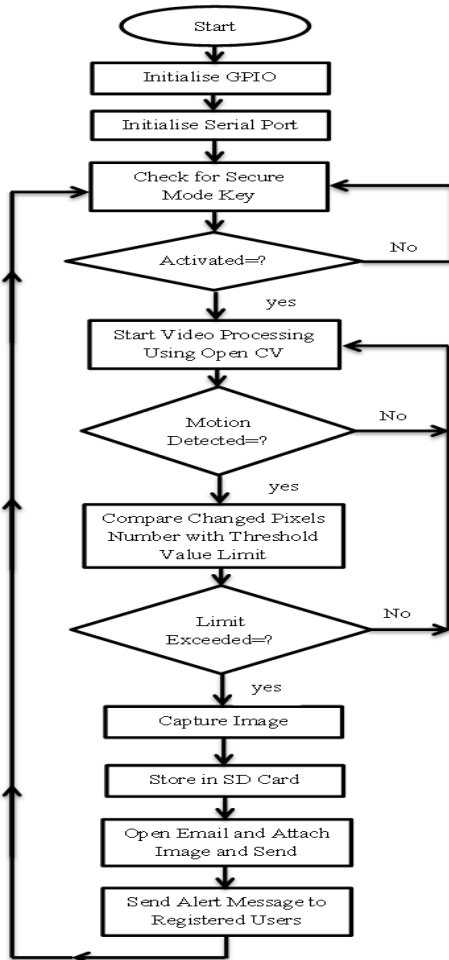 Start
Initialise GPIO
Initialise Serial Port
Check for Secure
Mode Key
Activated=?
No
yes
Start Video Processing
Using Open CV
Motion
Detected=?
No
yes
Compare Changed Pixels
Number with Threshold
Value Limit
Limit
Exceeded=?
No
yes
Capture Image
Store in SD Card
Open Email and Attach
Image and Send
Send Alert Message to
Registered Users